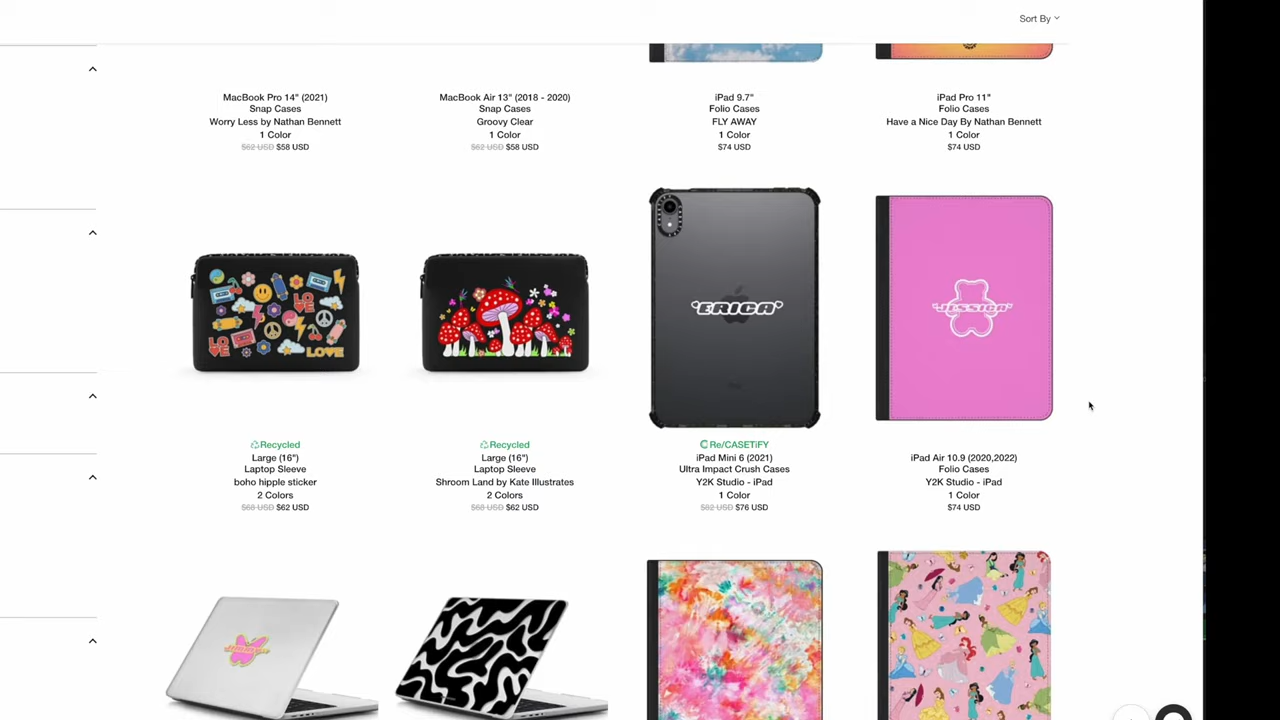 Sort By
MacBook Pro 14" (2021)
Snap Cases
Worry Less by Nathan Bennett
1 Color
$62 USD $58 USD
MacBook Air 13" (2018 - 2020)
Snap Cases
Groovy Clear
1 Color
$62 USD $58 USD
iPad 9.7"
Folio Cases
FLY AWAY
1 Color
$74 USD
iPad Pro 11"
Folio Cases
Have a Nice Day By Nathan Bennett
1 Color
$74 USD
LOVE
LOVE
LOVE
ERICA
JESSICA
Recycled
Large (16")
Laptop Sleeve
boho hipple sticker
2 Colors
$68 USD $62 USD
Recycled
Large (16")
Laptop Sleeve
Shroom Land by Kate Illustrates
2 Colors
$68 USD $62 USD
Re/CASETiFY
iPad Mini 6 (2021)
Ultra Impact Crush Cases
Y2K Studio - iPad
1 Color
$82 USD $76 USD
iPad Air 10.9 (2020,2022)
Folio Cases
Y2K Studio - iPad
1 Color
$74 USD